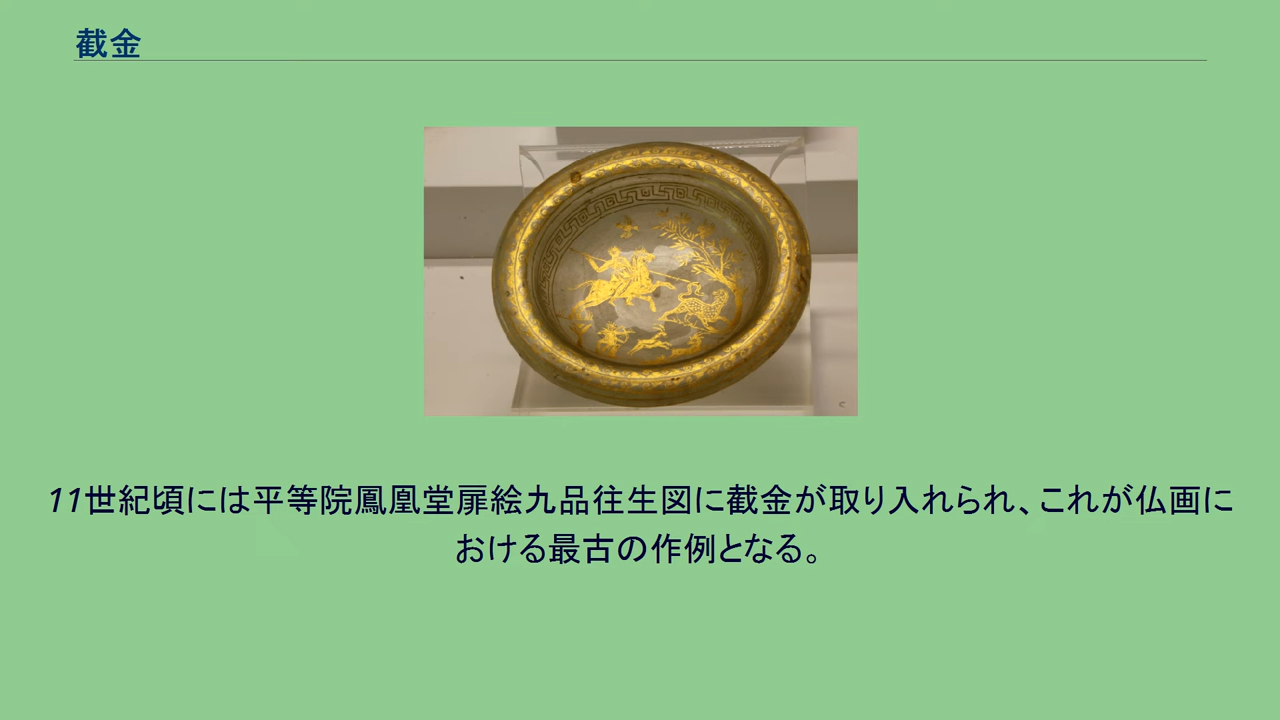 截金
11世紀頃には平等院鳳凰堂扉絵九品往生図に截金が取り入れられ、これが仏画に
おける最古の作例となる。